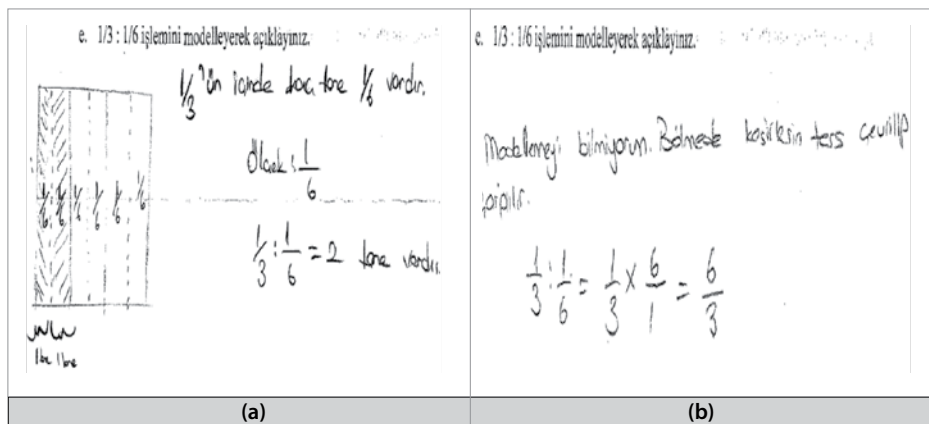 e. 1/3 : 1/6 işlemini modelleyerek açıklayınız.
1/3'ün içinde kaç tane 1/6 vardır.
Ölçek : 1/6
1/6 1/6 1/6 1/6 1/6 1/6
1/3 : 1/6 = 2 tane vardır.
1 tane 1 tane
(a)
e. 1/3 : 1/6 işlemini modelleyerek açıklayınız.
Modellemeyi bilmiyorum. Bölmede kesirlerin ters çevrilip
çarpılır.
1/3 : 1/6 = 1/3 x 6/1 = 6/3
(b)